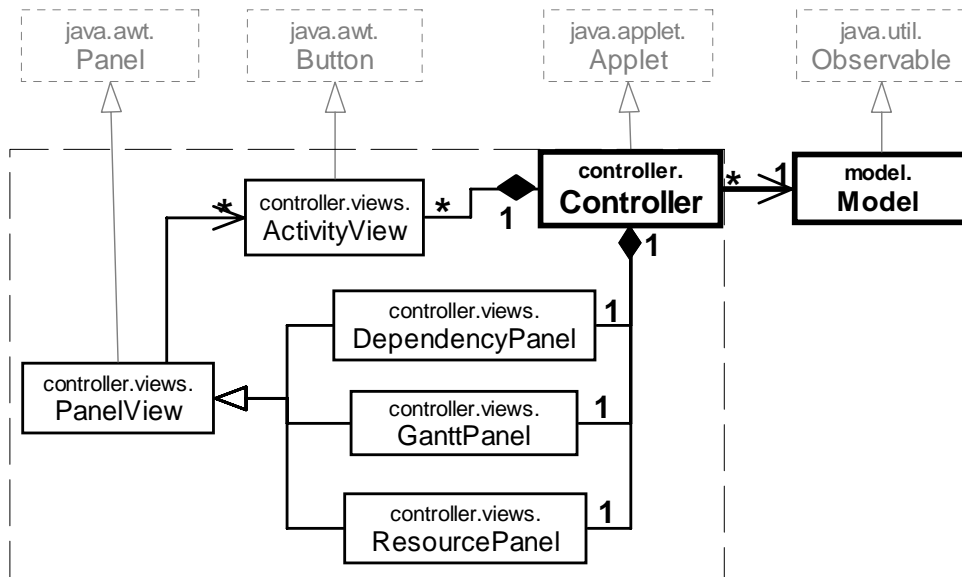 java.awt.
Panel
java.awt.
Button
java.applet.
Applet
java.util.
Observable
controller.
Controller
*
1
model.
Model
*
controller.views.
ActivityView
*
1
1
controller.views.
DependencyPanel
1
controller.views.
PanelView
controller.views.
GanttPanel
1
controller.views.
ResourcePanel
1